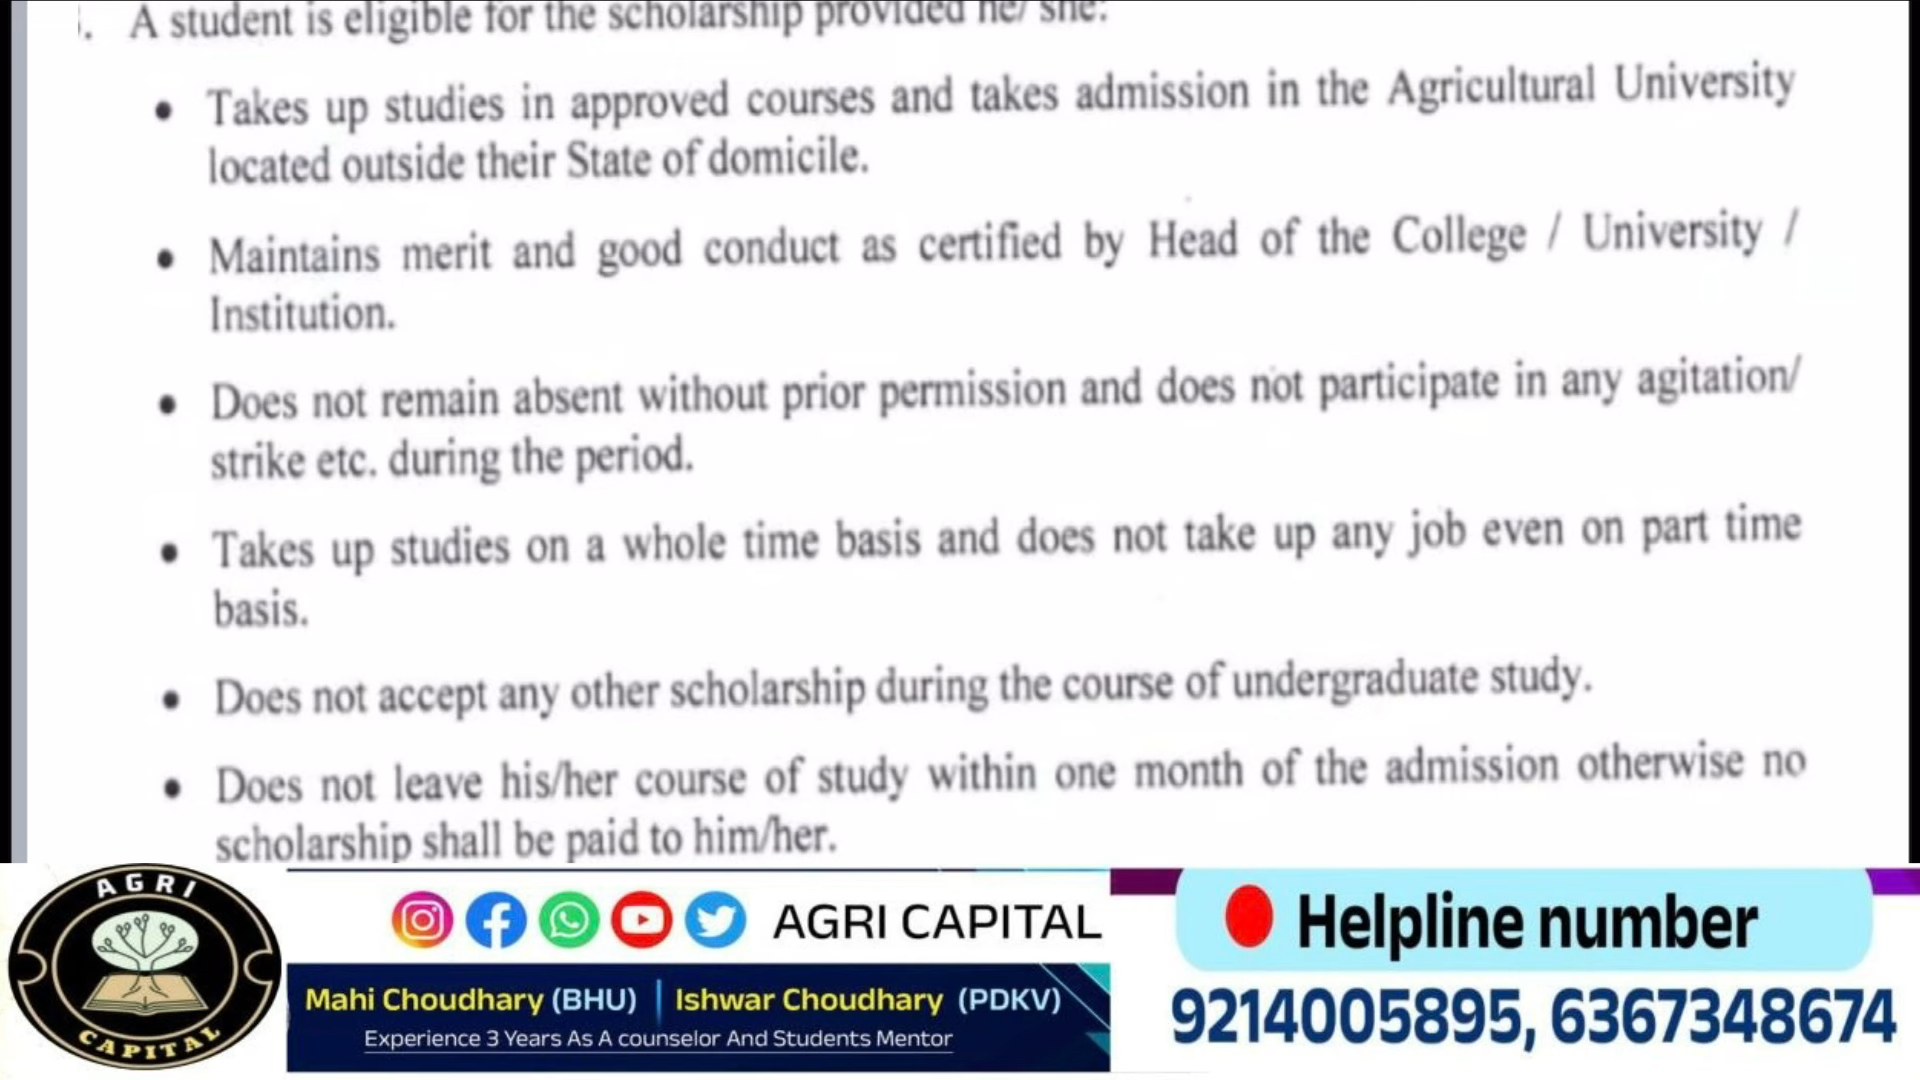 . A student is eligible for the scholarship provided he/ she:
• Takes up studies in approved courses and takes admission in the Agricultural University
located outside their State of domicile.
• Maintains merit and good conduct as certified by Head of the College / University /
Institution.
• Does not remain absent without prior permission and does not participate in any agitation/
strike etc. during the period.
• Takes up studies on a whole time basis and does not take up any job even on part time
basis.
• Does not accept any other scholarship during the course of undergraduate study.
• Does not leave his/her course of study within one month of the admission otherwise no
scholarship shall be paid to him/her.
AGRI
CAPITAL
AGRI CAPITAL
Mahi Choudhary (BHU) | Ishwar Choudhary (PDKV)
Experience 3 Years As A counselor And Students Mentor
Helpline number
9214005895, 6367348674